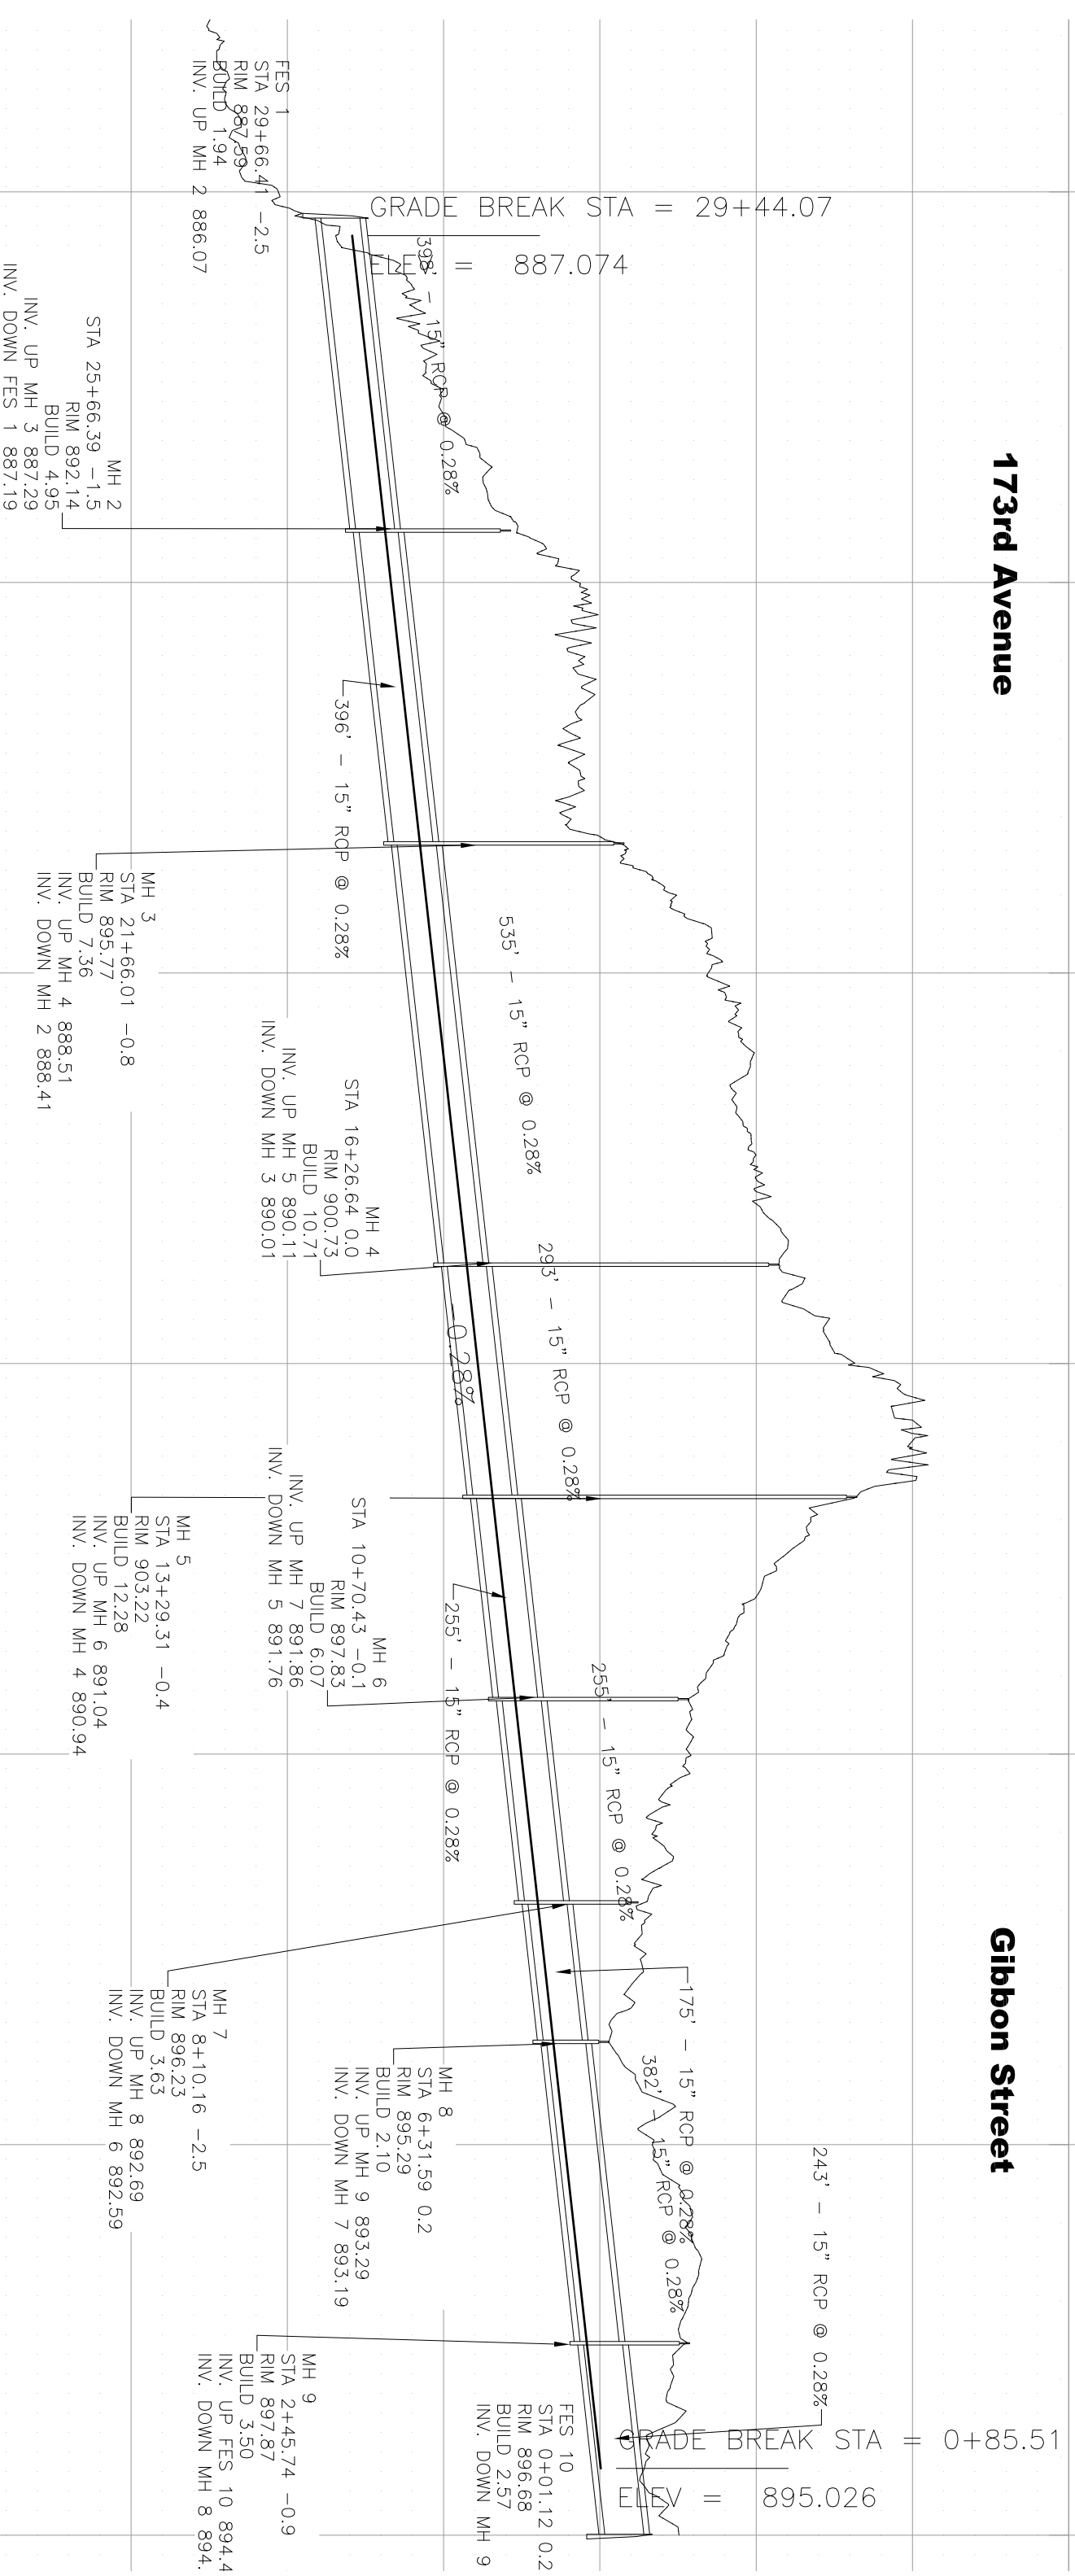 173rd Avenue
Gibbon Street
GRADE BREAK STA = 29+44.07
ELEV = 887.074
FES 1
STA 29+66.41 -2.5
RIM 887.59
BUILD 1.94
INV. UP MH 2 886.07
398' - 15" RCP @ 0.28%
MH 2
STA 25+66.39 -1.5
RIM 892.14
BUILD 4.95
INV. UP MH 3 887.29
INV. DOWN FES 1 887.19
396' - 15" RCP @ 0.28%
MH 3
STA 21+66.01 -0.8
RIM 895.77
BUILD 7.36
INV. UP MH 4 888.51
INV. DOWN MH 2 888.41
535' - 15" RCP @ 0.28%
MH 4
STA 16+26.64 0.0
RIM 900.73
BUILD 10.71
INV. UP MH 5 890.11
INV. DOWN MH 3 890.01
293' - 15" RCP @ 0.28%
-0.28%
MH 5
STA 13+29.31 -0.4
RIM 903.22
BUILD 12.28
INV. UP MH 6 891.04
INV. DOWN MH 4 890.94
255' - 15" RCP @ 0.28%
MH 6
STA 10+70.43 -0.1
RIM 897.83
BUILD 6.07
INV. UP MH 7 891.86
INV. DOWN MH 5 891.76
255' - 15" RCP @ 0.28%
MH 7
STA 8+10.16 -2.5
RIM 896.23
BUILD 3.63
INV. UP MH 8 892.69
INV. DOWN MH 6 892.59
175' - 15" RCP @ 0.28%
MH 8
STA 6+31.59 0.2
RIM 895.29
BUILD 2.10
INV. UP MH 9 893.29
INV. DOWN MH 7 893.19
382' - 15" RCP @ 0.28%
MH 9
STA 2+45.74 -0.9
RIM 897.87
BUILD 3.50
INV. UP FES 10 894.4
INV. DOWN MH 8 894.
243' - 15" RCP @ 0.28%
FES 10
STA 0+01.12 0.2
RIM 896.68
BUILD 2.57
INV. DOWN MH 9
GRADE BREAK STA = 0+85.51
ELEV = 895.026